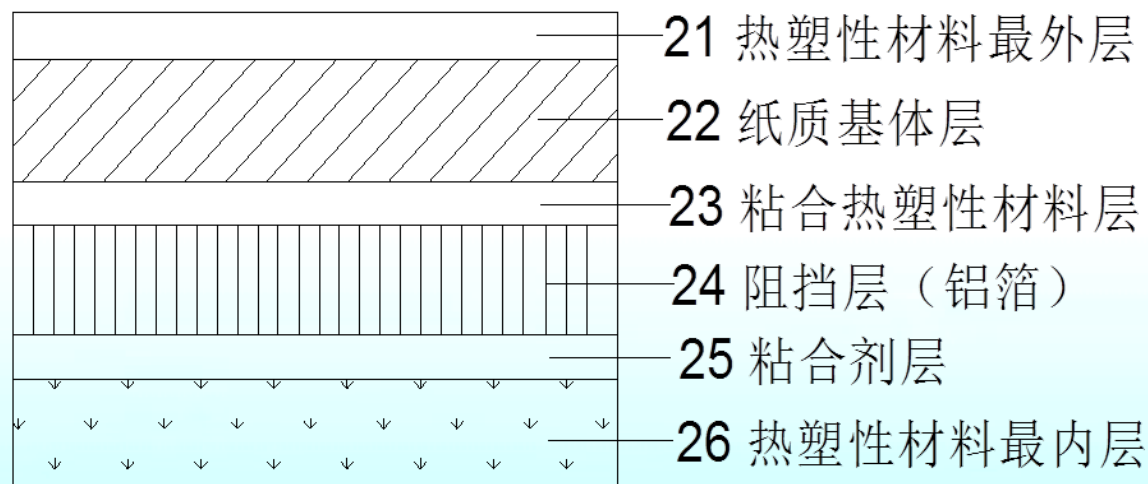 21 热塑性材料最外层
22 纸质基体层
23 粘合热塑性材料层
24 阻挡层（铝箔）
25 粘合剂层
26 热塑性材料最内层